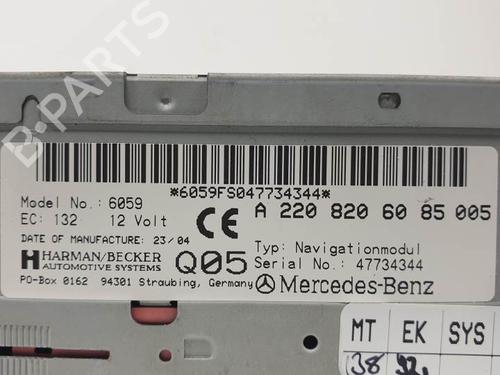 *6059FS047734344*
Model No.: 6059
EC: 132 12 Volt
CE
A 220 820 60 85 005
DATE OF MANUFACTURE: 23/04
Typ: Navigationmodul
HARMAN/BECKER
AUTOMOTIVE SYSTEMS
Q05
Serial No.: 47734344
PO-Box 0162 94301 Straubing, Germany
Mercedes-Benz
MT EK SYS
38 92
B-PARTS